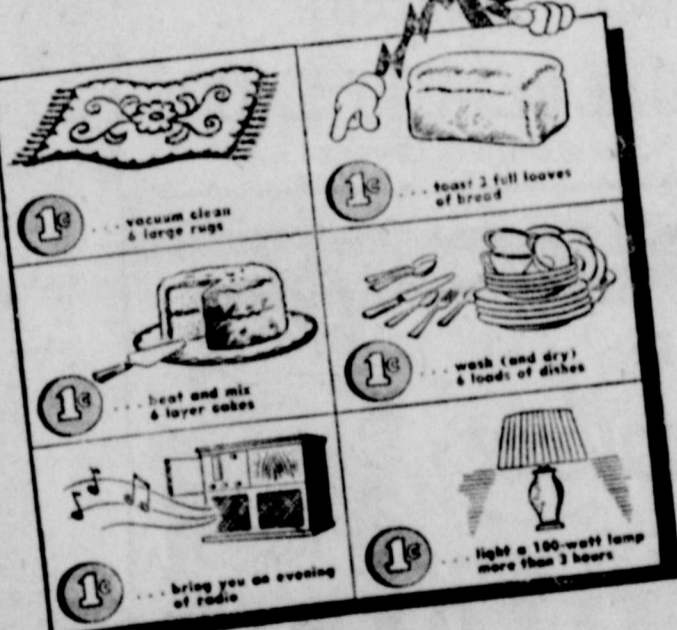 1¢ ... vacuum clean
6 large rugs
1¢ ... toast 3 full loaves
of bread
1¢ ... beat and mix
6 layer cakes
1¢ ... wash (and dry)
6 loads of dishes
1¢ ... bring you an evening
of radio
1¢ ... light a 100-watt lamp
more than 3 hours